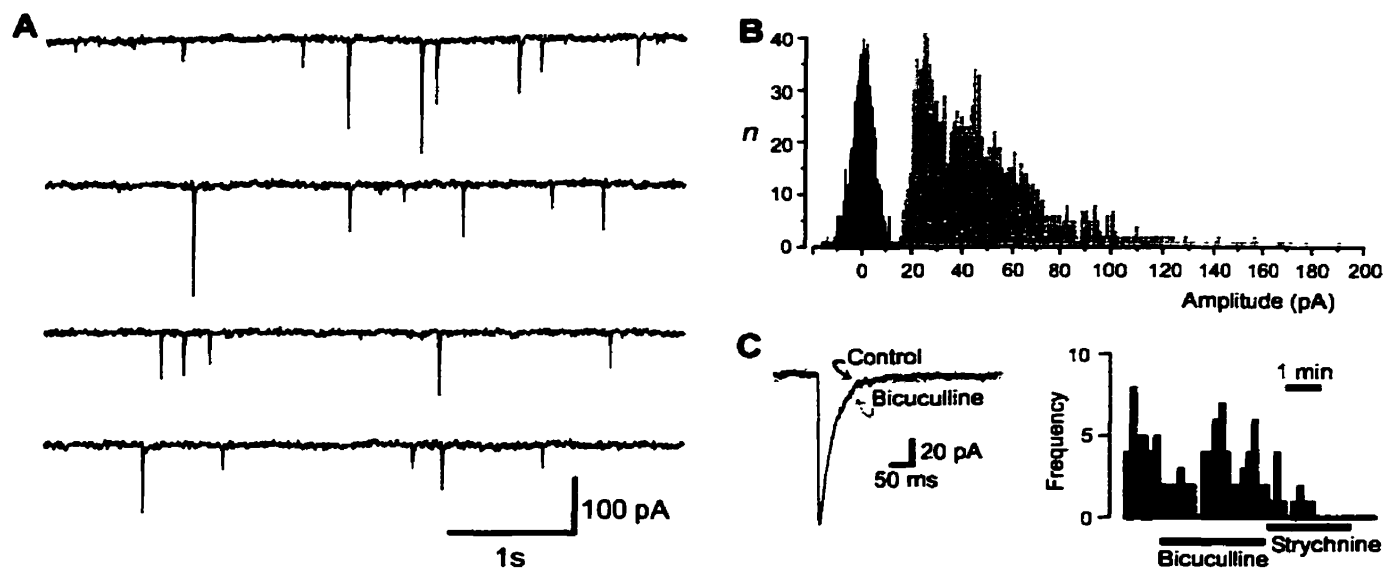 A
100 pA
1s
B
40
30
n
20
10
0
0 20 40 60 80 100 120 140 160 180 200
Amplitude (pA)
C
Control
Bicuculline
20 pA
50 ms
10
1 min
Frequency
5
0
Strychnine
Bicuculline